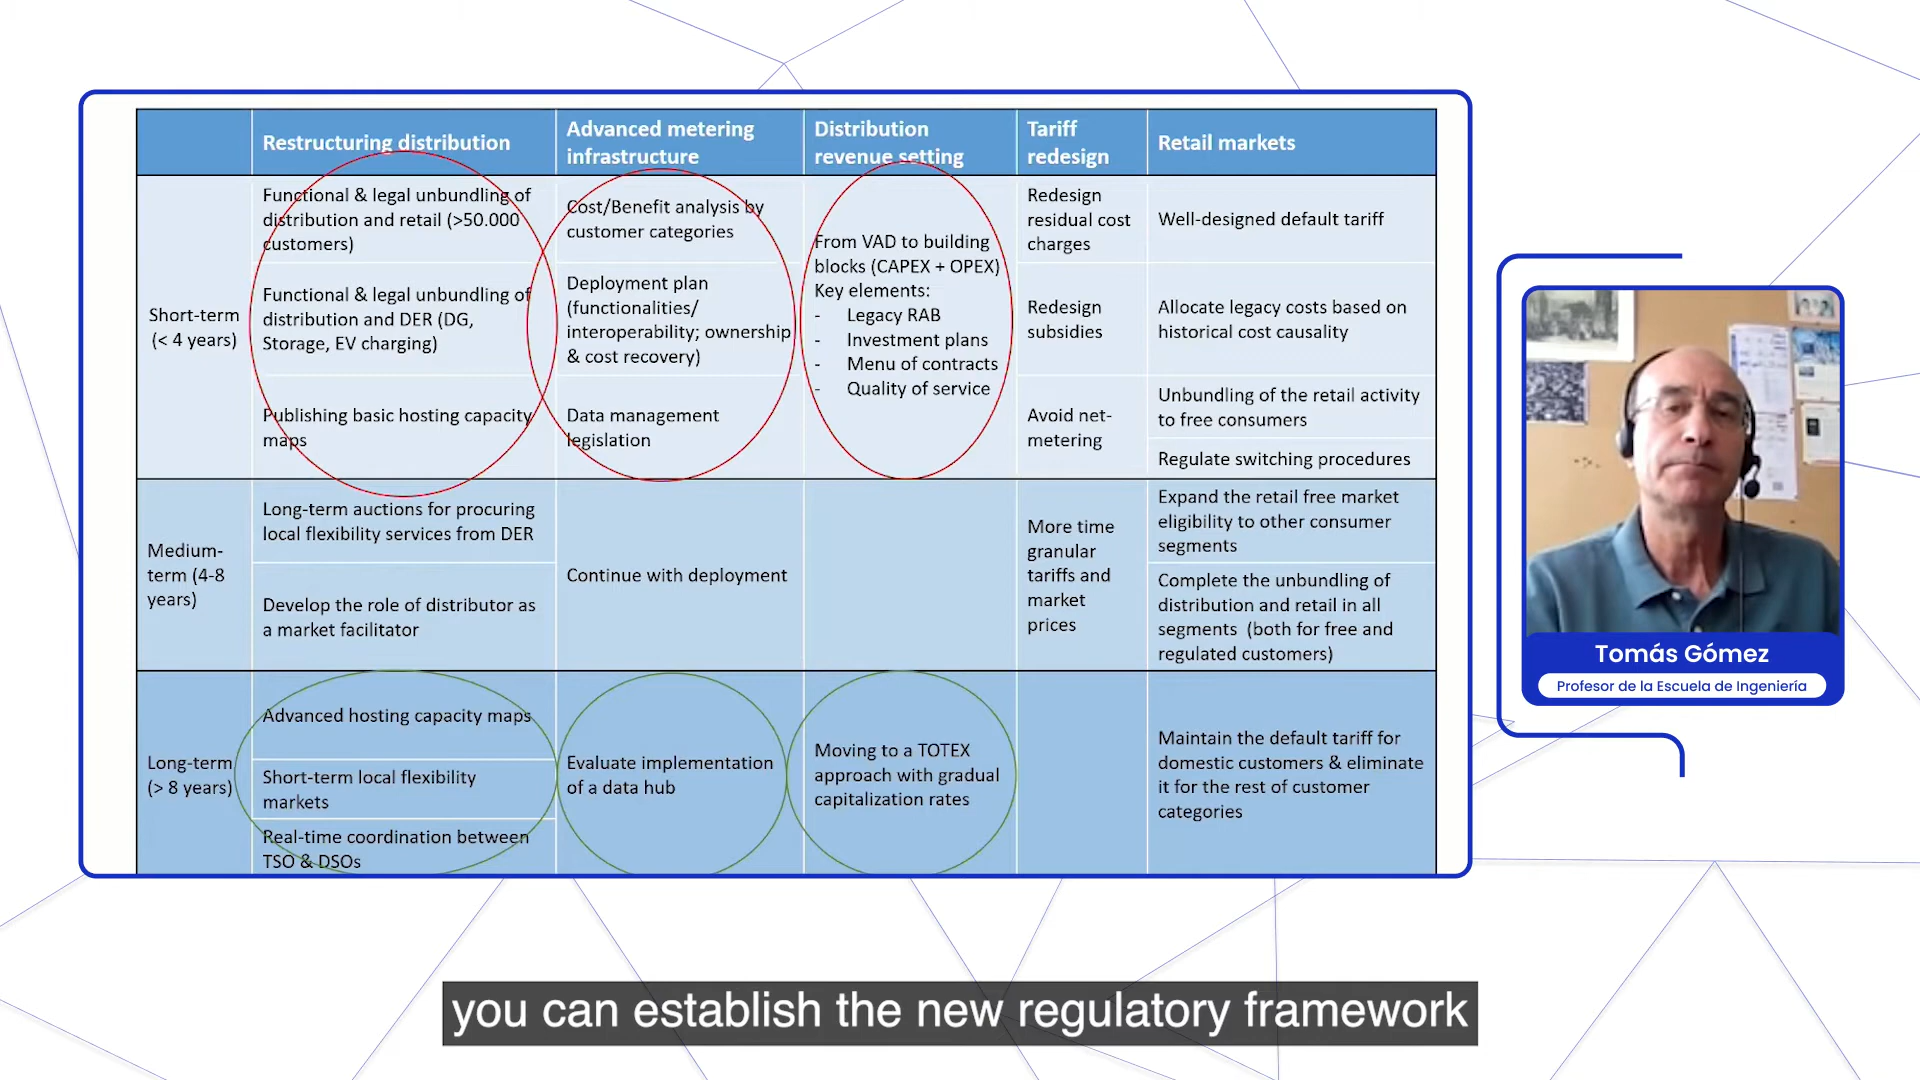 Restructuring distribution
Advanced metering
infrastructure
Distribution
revenue setting
Tariff
redesign
Retail markets
Short-term
(< 4 years)
Functional & legal unbundling of
distribution and retail (>50.000
customers)
Functional & legal unbundling of
distribution and DER (DG,
Storage, EV charging)
Publishing basic hosting capacity
maps
Cost/Benefit analysis by
customer categories
Deployment plan
(functionalities/
interoperability; ownership
& cost recovery)
Data management
legislation
From VAD to building
blocks (CAPEX + OPEX)
Key elements:
- Legacy RAB
- Investment plans
- Menu of contracts
- Quality of service
Redesign
residual cost
charges
Redesign
subsidies
Avoid net-
metering
Well-designed default tariff
Allocate legacy costs based on
historical cost causality
Unbundling of the retail activity
to free consumers
Regulate switching procedures
Medium-
term (4-8
years)
Long-term auctions for procuring
local flexibility services from DER
Develop the role of distributor as
a market facilitator
Continue with deployment
More time
granular
tariffs and
market
prices
Expand the retail free market
eligibility to other consumer
segments
Complete the unbundling of
distribution and retail in all
segments (both for free and
regulated customers)
Long-term
(> 8 years)
Advanced hosting capacity maps
Short-term local flexibility
markets
Real-time coordination between
TSO & DSOs
Evaluate implementation
of a data hub
Moving to a TOTEX
approach with gradual
capitalization rates
Maintain the default tariff for
domestic customers & eliminate
it for the rest of customer
categories
Tomás Gómez
Profesor de la Escuela de Ingeniería
you can establish the new regulatory framework